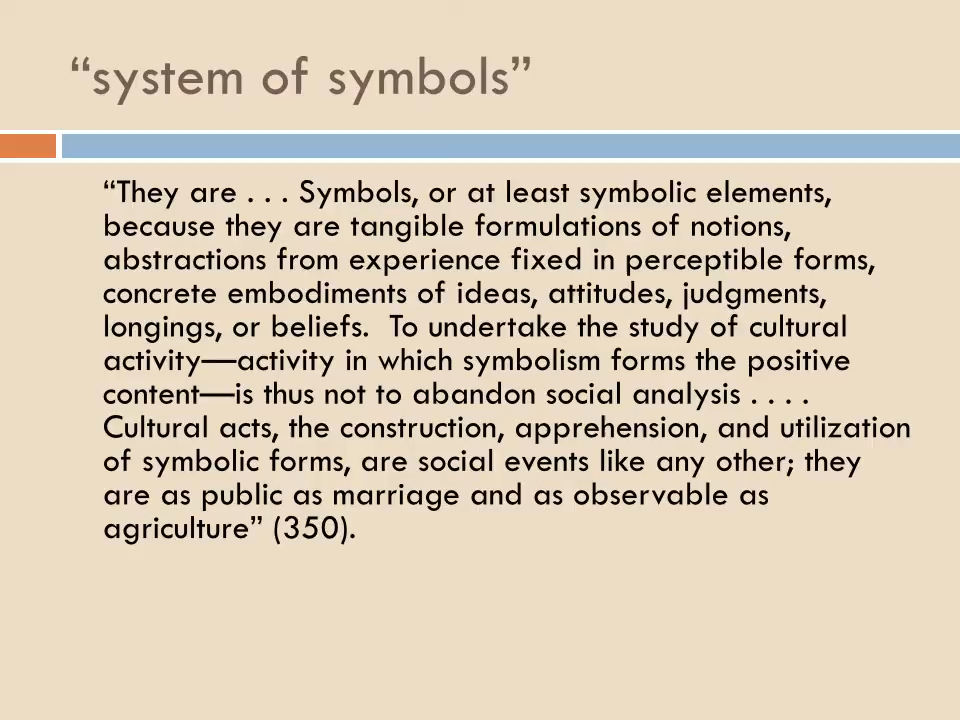 “system of symbols”
“They are . . . Symbols, or at least symbolic elements,
because they are tangible formulations of notions,
abstractions from experience fixed in perceptible forms,
concrete embodiments of ideas, attitudes, judgments,
longings, or beliefs.  To undertake the study of cultural
activity—activity in which symbolism forms the positive
content—is thus not to abandon social analysis . . . .
Cultural acts, the construction, apprehension, and utilization
of symbolic forms, are social events like any other; they
are as public as marriage and as observable as
agriculture” (350).